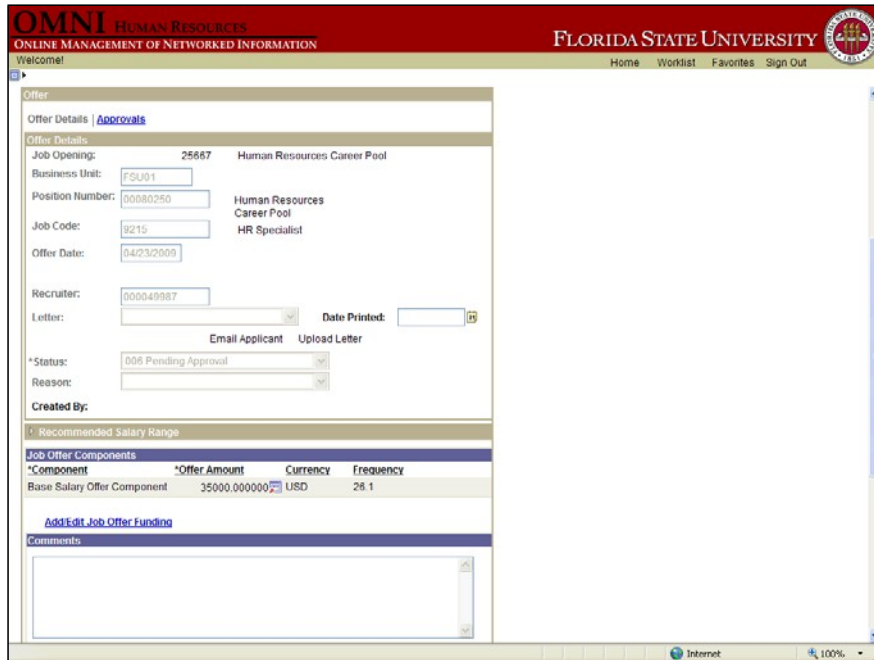 OMNI HUMAN RESOURCES
ONLINE MANAGEMENT OF NETWORKED INFORMATION
FLORIDA STATE UNIVERSITY
Welcome!
Home Worklist Favorites Sign Out
Offer
Offer Details | Approvals
Offer Details
Job Opening: 25667 Human Resources Career Pool
Business Unit: FSU01
Position Number: 00080250 Human Resources
Career Pool
Job Code: 9215 HR Specialist
Offer Date: 04/23/2009
Recruiter: 000049987
Letter: Date Printed:
Email Applicant Upload Letter
*Status: 006 Pending Approval
Reason:
Created By:
Recommended Salary Range
Job Offer Components
*Component *Offer Amount Currency Frequency
Base Salary Offer Component 35000.000000 USD 26.1
Add/Edit Job Offer Funding
Comments
Internet 100%